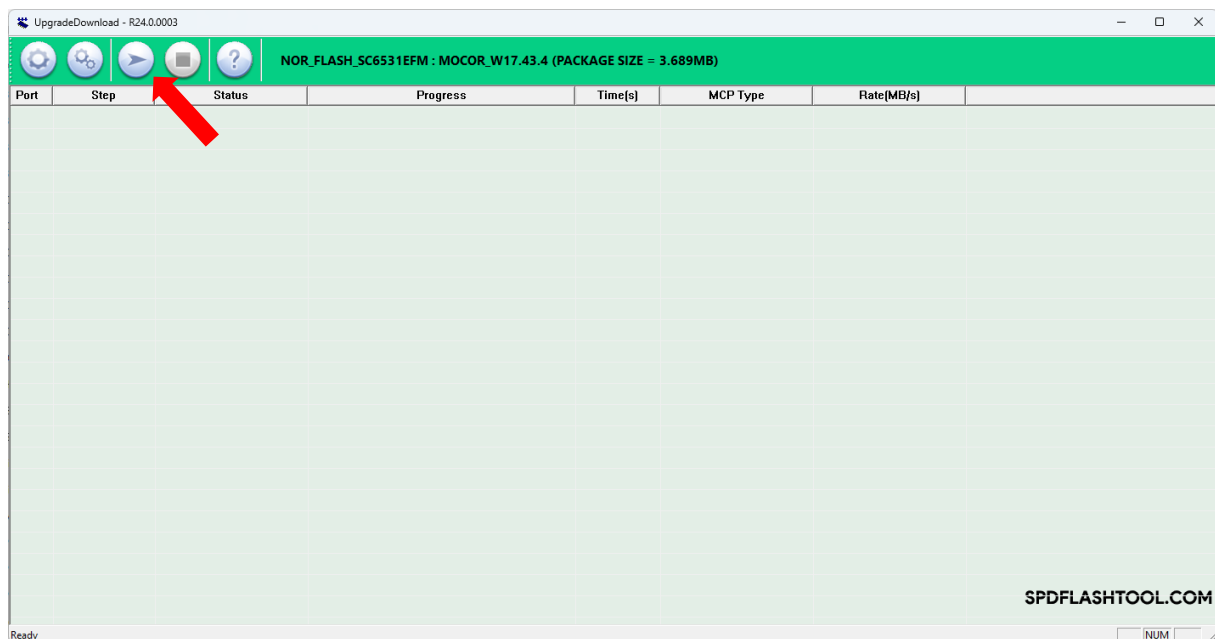 UpgradeDownload - R24.0.0003
?
NOR_FLASH_SC6531EFM : MOCOR_W17.43.4 (PACKAGE SIZE = 3.689MB)
Port Step Status Progress Time(s) MCP Type Rate(MB/s)
SPDFLASHTOOL.COM
Ready NUM